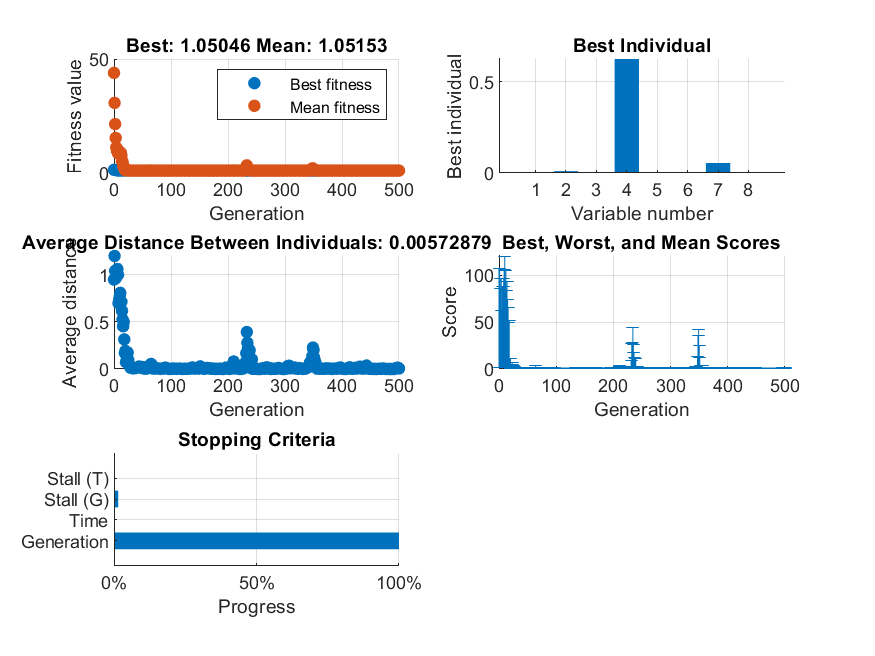 Best: 1.05046 Mean: 1.05153
Fitness value
50
0
Best fitness
Mean fitness
0 100 200 300 400 500
Generation
Best Individual
Best individual
0.5
0
1 2 3 4 5 6 7 8
Variable number
Average Distance Between Individuals: 0.00572879
Average distance
1
0.5
0
0 100 200 300 400 500
Generation
Best, Worst, and Mean Scores
Score
100
50
0
0 100 200 300 400 500
Generation
Stopping Criteria
Stall (T)
Stall (G)
Time
Generation
0% 50% 100%
Progress